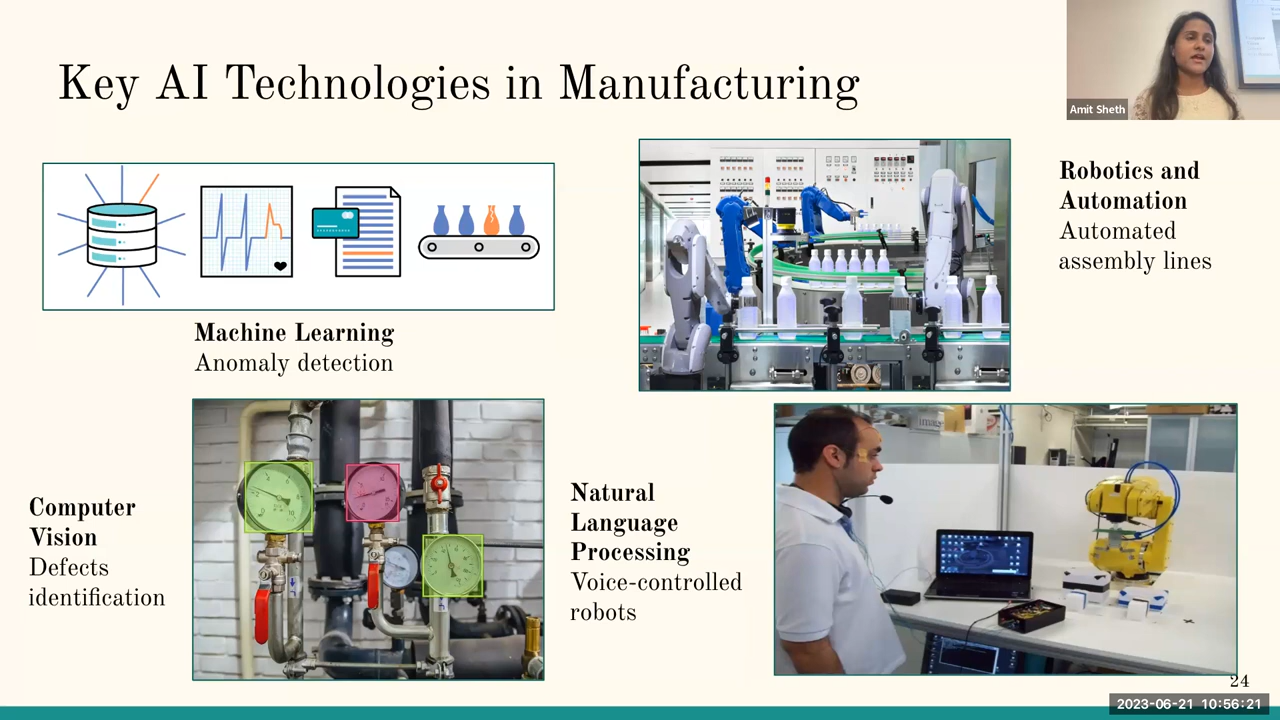 Key AI Technologies in Manufacturing
Amit Sheth
Machine Learning
Anomaly detection
Robotics and
Automation
Automated
assembly lines
Computer
Vision
Defects
identification
Natural
Language
Processing
Voice-controlled
robots
24
2023-06-21 10:56:21